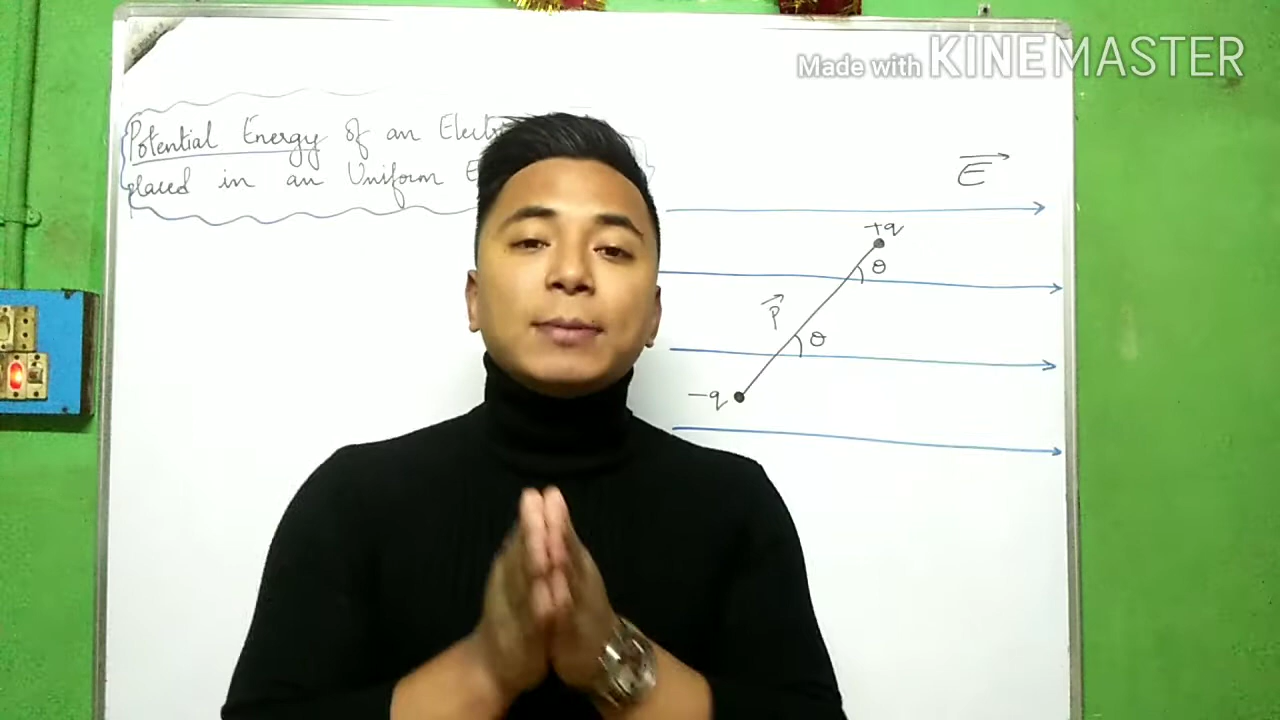 Made with KINEMASTER
Potential Energy of an
placed in an Uniform
E
+q
θ
P
θ
-q